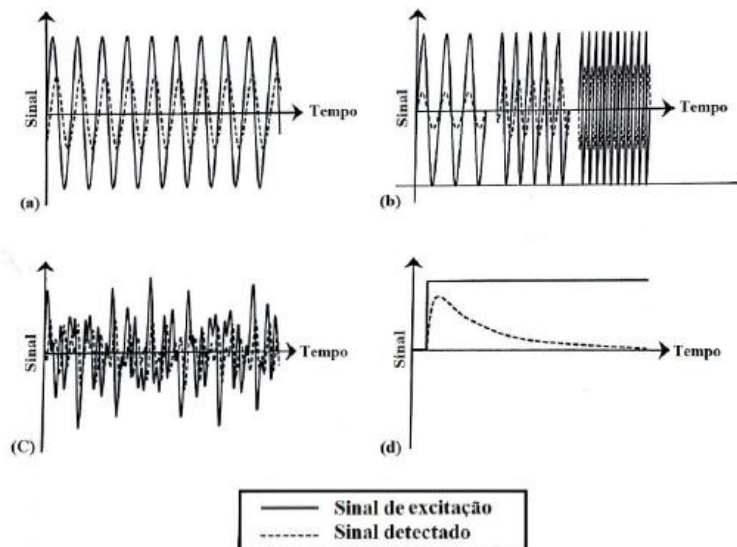 Sinal
Tempo
(a)
Sinal
Tempo
(b)
Sinal
Tempo
(C)
Sinal
Tempo
(d)
Sinal de excitação
Sinal detectado